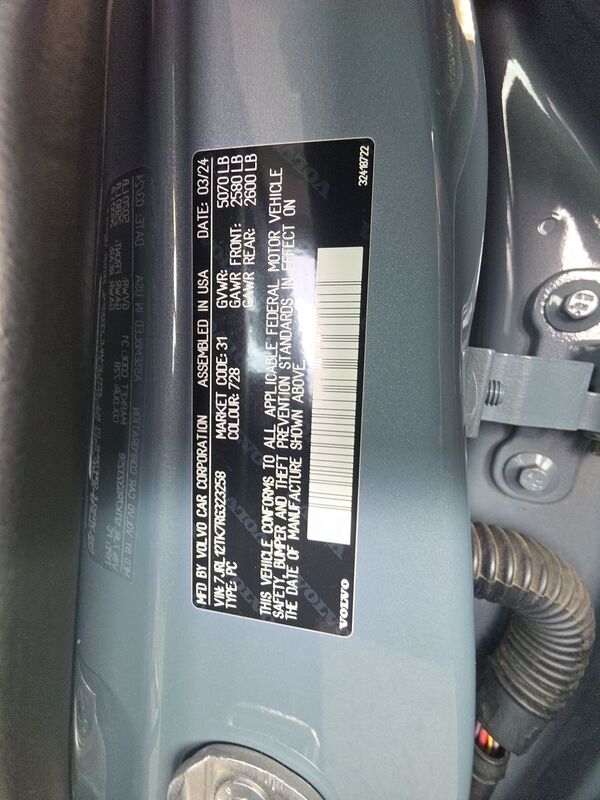 MFD BY VOLVO CAR CORPORATION ASSEMBLED IN USA DATE: 03/24
VIN: 7JRL12TK7RG323258 MARKET CODE: 31 GVWR: 5070 LB
TYPE: PC COLOUR: 728 GAWR FRONT: 2580 LB
GAWR REAR: 2600 LB
THIS VEHICLE CONFORMS TO ALL APPLICABLE FEDERAL MOTOR VEHICLE
SAFETY, BUMPER AND THEFT PREVENTION STANDARDS IN EFFECT ON
THE DATE OF MANUFACTURE SHOWN ABOVE.
VOLVO
32418722